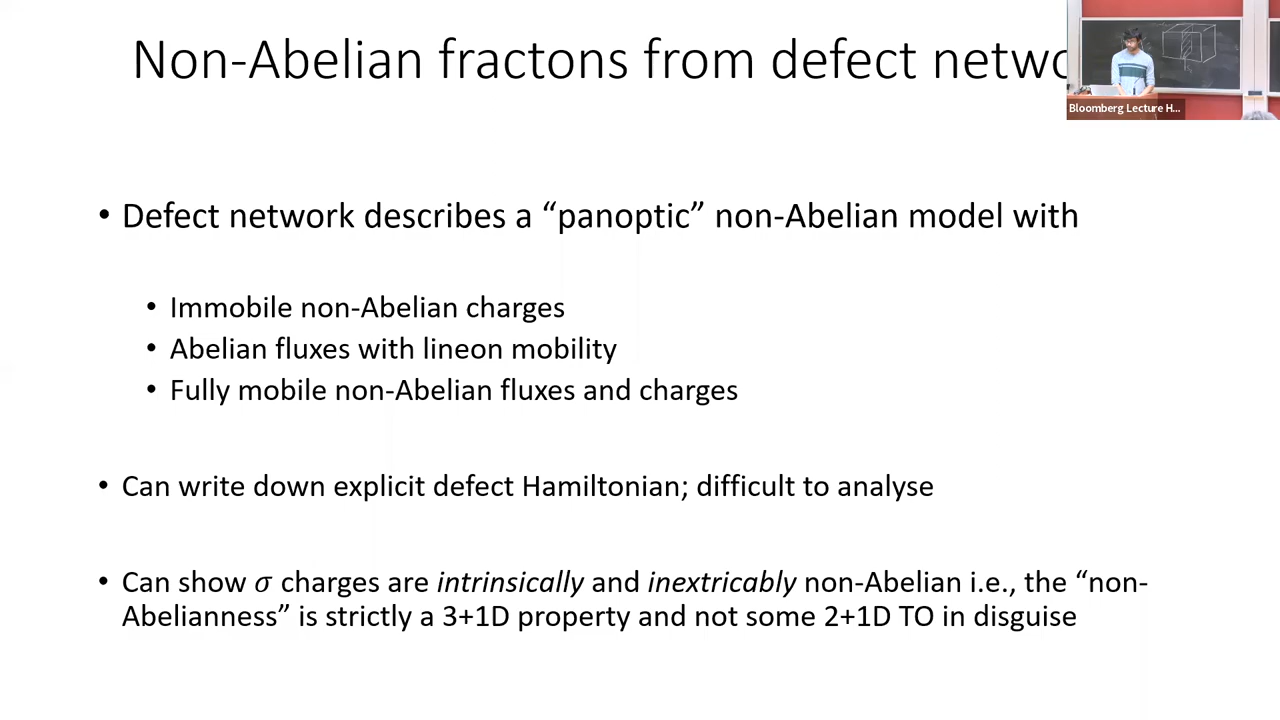 Non-Abelian fractons from defect netwo
Bloomberg Lecture H...
• Defect network describes a “panoptic” non-Abelian model with
• Immobile non-Abelian charges
• Abelian fluxes with lineon mobility
• Fully mobile non-Abelian fluxes and charges
• Can write down explicit defect Hamiltonian; difficult to analyse
• Can show σ charges are intrinsically and inextricably non-Abelian i.e., the “non-
Abelianness” is strictly a 3+1D property and not some 2+1D TO in disguise